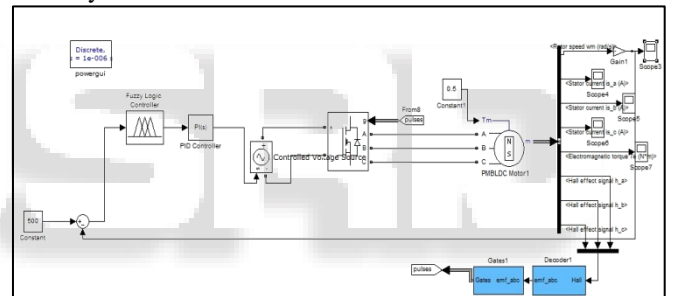 Discrete,
s = 1e-006 s
powergui
Fuzzy Logic
Controller
PI(s)
PID Controller
Controlled Voltage Source
g
A
B
C
From8
pulses
0.5
Constant1
Tm
A
B
C
m
N
S
PMBLDC Motor1
<Rotor speed wm (rad/s)>
Gain1
Scope3
<Stator current is_a (A)>
Scope4
<Stator current is_b (A)>
Scope5
<Stator current is_c (A)>
Scope6
<Electromagnetic torque Te (N*m)>
Scope7
<Hall effect signal h_a>
<Hall effect signal h_b>
<Hall effect signal h_c>
500
Constant
pulses
Gates1
Gates emf_abc
Decoder1
emf_abc Hall